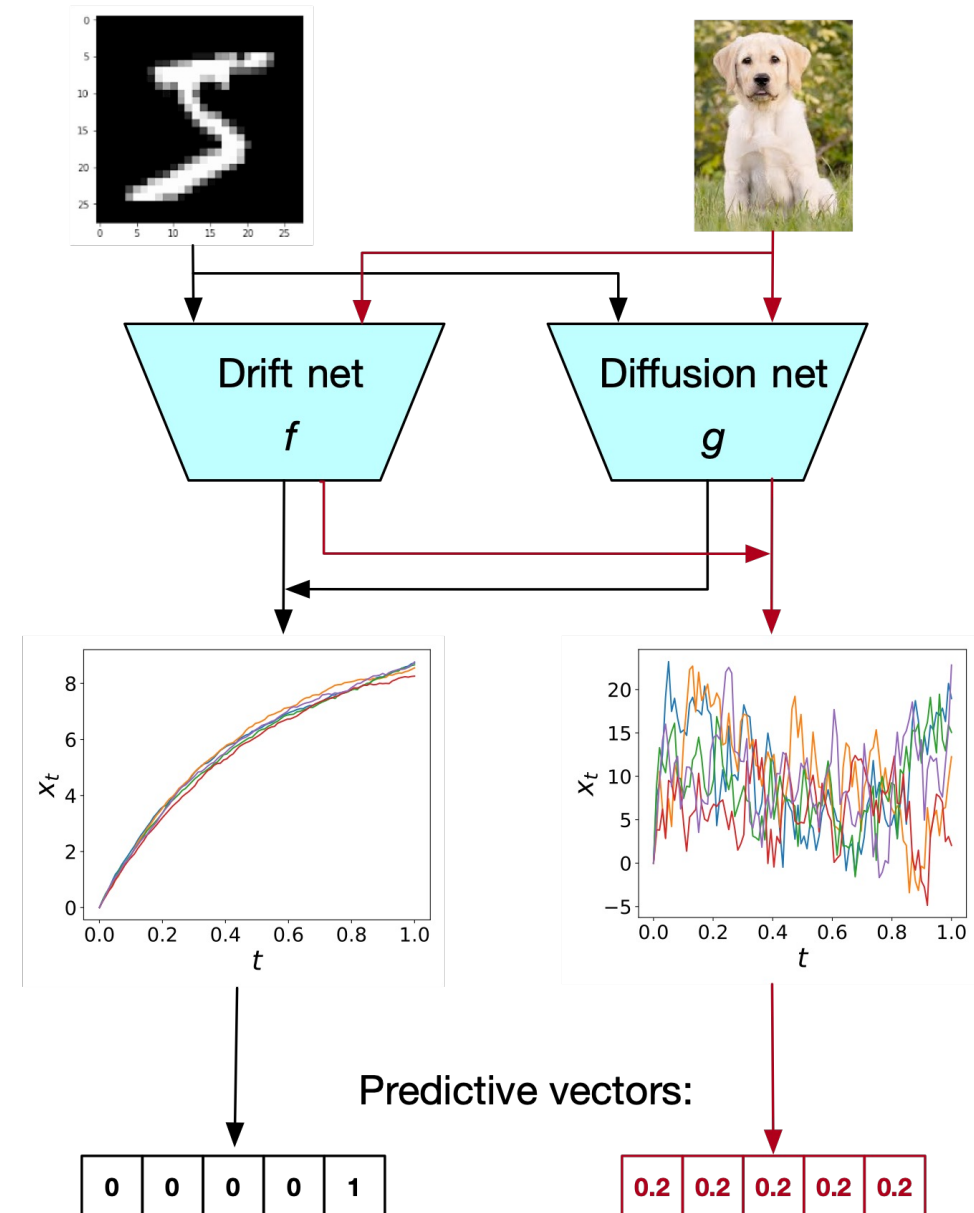 0
5
10
15
20
25
0 5 10 15 20 25
Drift net
f
Diffusion net
g
8
6
4
2
0
x_t
0.0 0.2 0.4 0.6 0.8 1.0
t
20
15
10
5
0
−5
x_t
0.0 0.2 0.4 0.6 0.8 1.0
t
Predictive vectors:
0 0 0 0 1
0.2 0.2 0.2 0.2 0.2